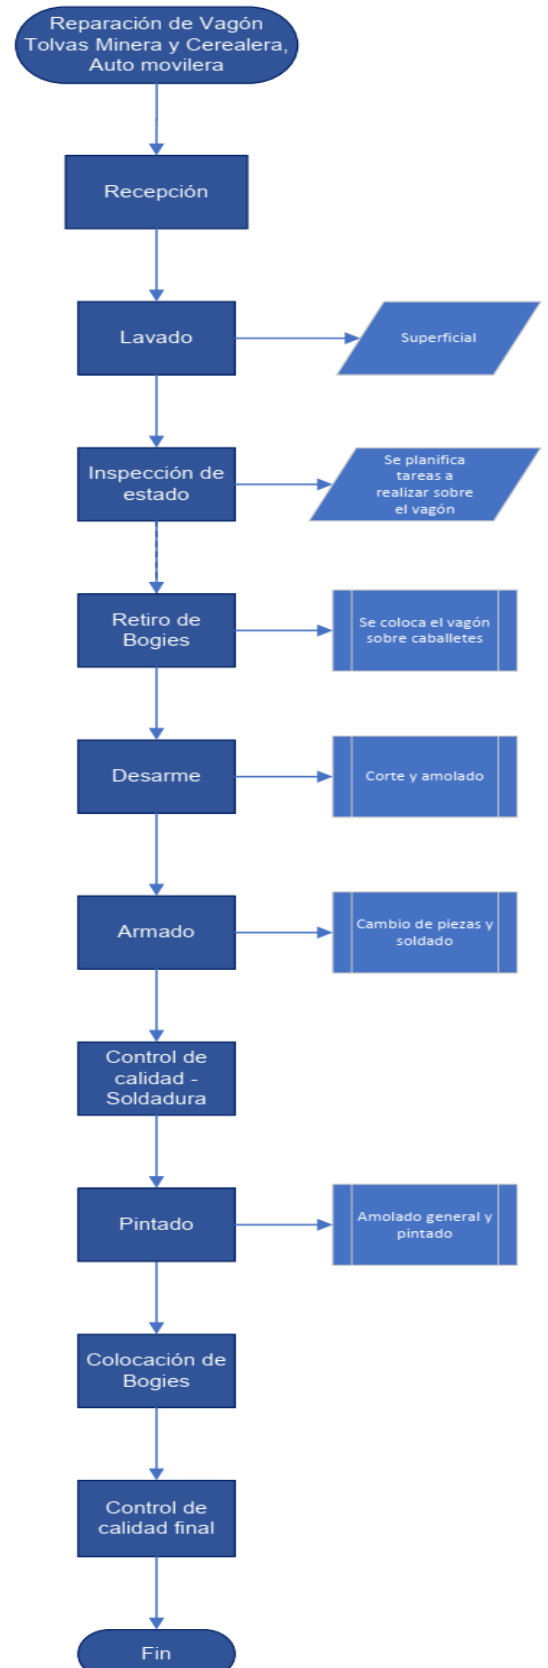 Reparación de Vagón
Tolvas Minera y Cerealera,
Auto movilera
Recepción
Lavado
Superficial
Inspección de
estado
Se planifica
tareas a
realizar sobre
el vagón
Retiro de
Bogies
Se coloca el vagón
sobre caballetes
Desarme
Corte y amolado
Armado
Cambio de piezas y
soldado
Control de
calidad -
Soldadura
Pintado
Amolado general y
pintado
Colocación de
Bogies
Control de
calidad final
Fin